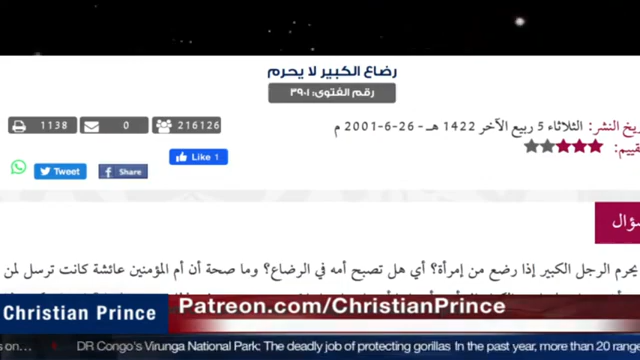 رضاع الكبير لا يحرم
رقم الفتوى: ٣٩٠١
يخ النشر: الثلاثاء 5 ربيع الآخر 1422 هـ - 26-6-2001 م
216126
0
1138
قييم:
Like 1
Tweet
Share
سؤال
يحرم الرجل الكبير إذا رضع من إمرأة؟ أي هل تصبح أمه في الرضاع؟ وما صحة أن أم المؤمنين عائشة كانت ترسل لمن
Christian Prince
Patreon.com/ChristianPrince
s on... DR Congo's Virunga National Park: The deadly job of protecting gorillas In the past year, more than 20 range